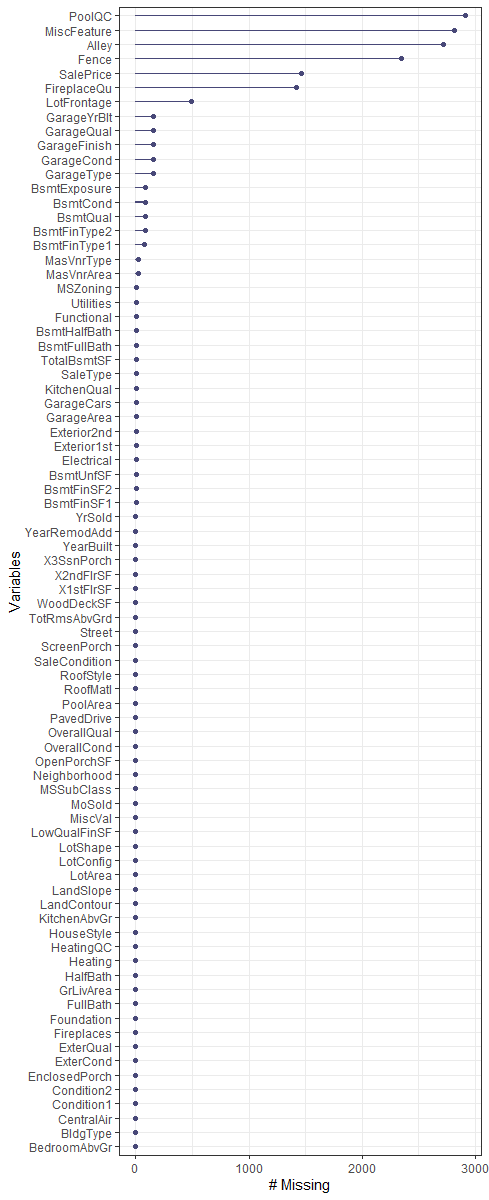 PoolQC
MiscFeature
Alley
Fence
SalePrice
FireplaceQu
LotFrontage
GarageYrBlt
GarageQual
GarageFinish
GarageCond
GarageType
BsmtExposure
BsmtCond
BsmtQual
BsmtFinType2
BsmtFinType1
MasVnrType
MasVnrArea
MSZoning
Utilities
Functional
BsmtHalfBath
BsmtFullBath
TotalBsmtSF
SaleType
KitchenQual
GarageCars
GarageArea
Exterior2nd
Exterior1st
Electrical
BsmtUnfSF
BsmtFinSF2
BsmtFinSF1
YrSold
YearRemodAdd
YearBuilt
X3SsnPorch
X2ndFlrSF
X1stFlrSF
WoodDeckSF
TotRmsAbvGrd
Street
ScreenPorch
SaleCondition
RoofStyle
RoofMatl
PoolArea
PavedDrive
OverallQual
OverallCond
OpenPorchSF
Neighborhood
MSSubClass
MoSold
MiscVal
LowQualFinSF
LotShape
LotConfig
LotArea
LandSlope
LandContour
KitchenAbvGr
HouseStyle
HeatingQC
Heating
HalfBath
GrLivArea
FullBath
Foundation
Fireplaces
ExterQual
ExterCond
EnclosedPorch
Condition2
Condition1
CentralAir
BldgType
BedroomAbvGr
Variables
0 1000 2000 3000
# Missing